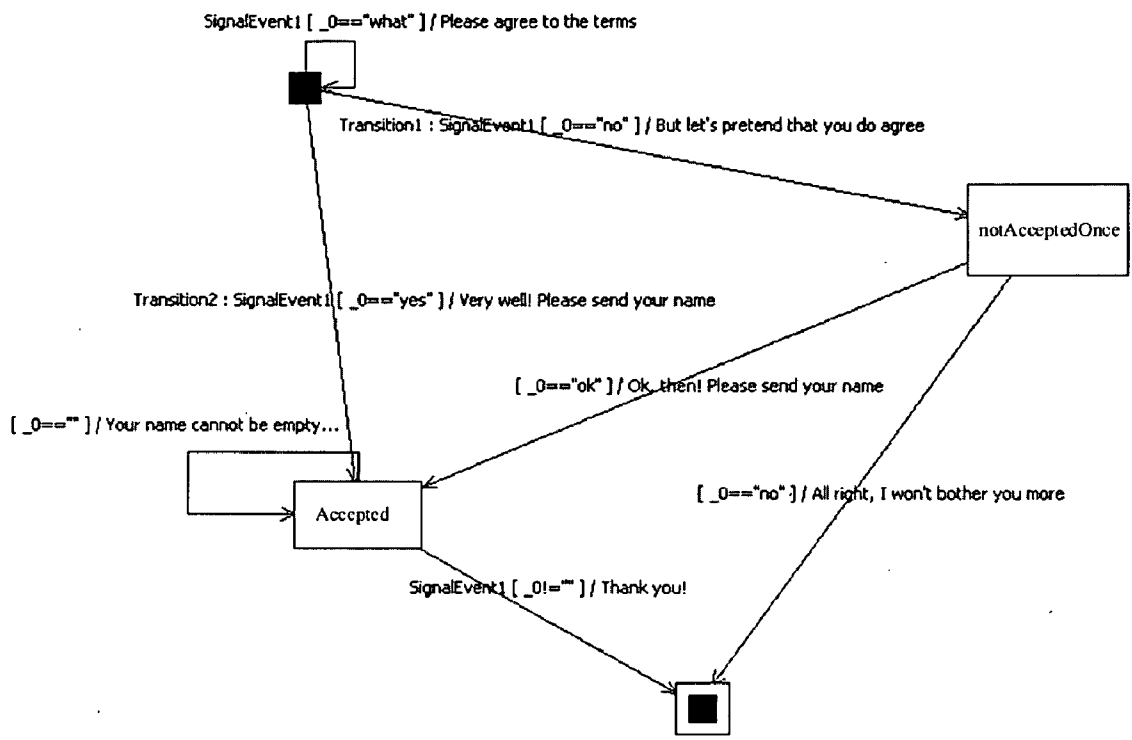 SignalEvent1 [ _0=="what" ] / Please agree to the terms
Transition1 : SignalEvent1 [ _0=="no" ] / But let's pretend that you do agree
notAcceptedOnce
Transition2 : SignalEvent1 [ _0=="yes" ] / Very well! Please send your name
[ _0=="ok" ] / Ok, then! Please send your name
[ _0=="" ] / Your name cannot be empty...
[ _0=="no" ] / All right, I won't bother you more
Accepted
SignalEvent1 [ _0!="" ] / Thank you!